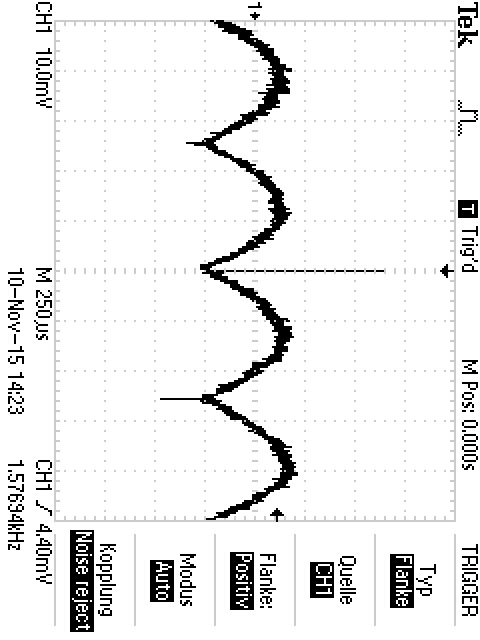 Tek
T Trig'd
M Pos: 0.000s
TRIGGER
Typ
Flanke
Quelle
CH1
Flanke:
Positiv
Modus
Auto
Kopplung
Noise reject
1
CH1 10.0mV
M 250µs
CH1 / 4.40mV
10-Nov-15 14:23
1.57694kHz